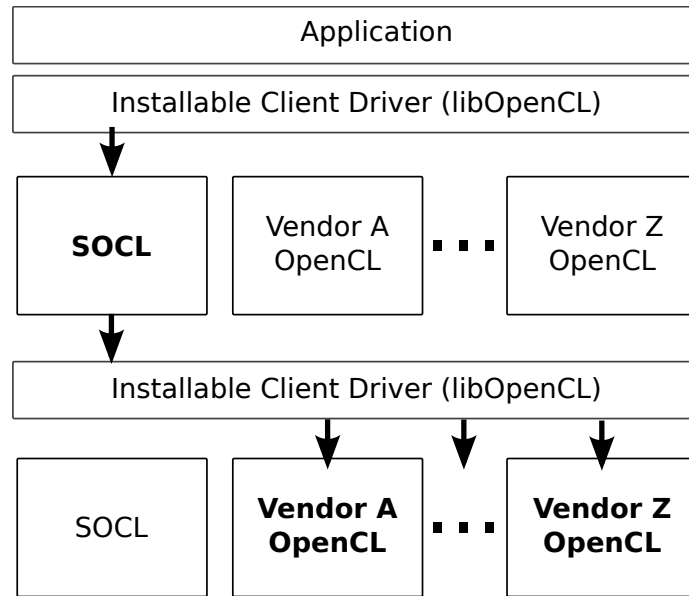 Application
Installable Client Driver (libOpenCL)
SOCL
Vendor A
OpenCL
Vendor Z
OpenCL
Installable Client Driver (libOpenCL)
SOCL
Vendor A
OpenCL
Vendor Z
OpenCL